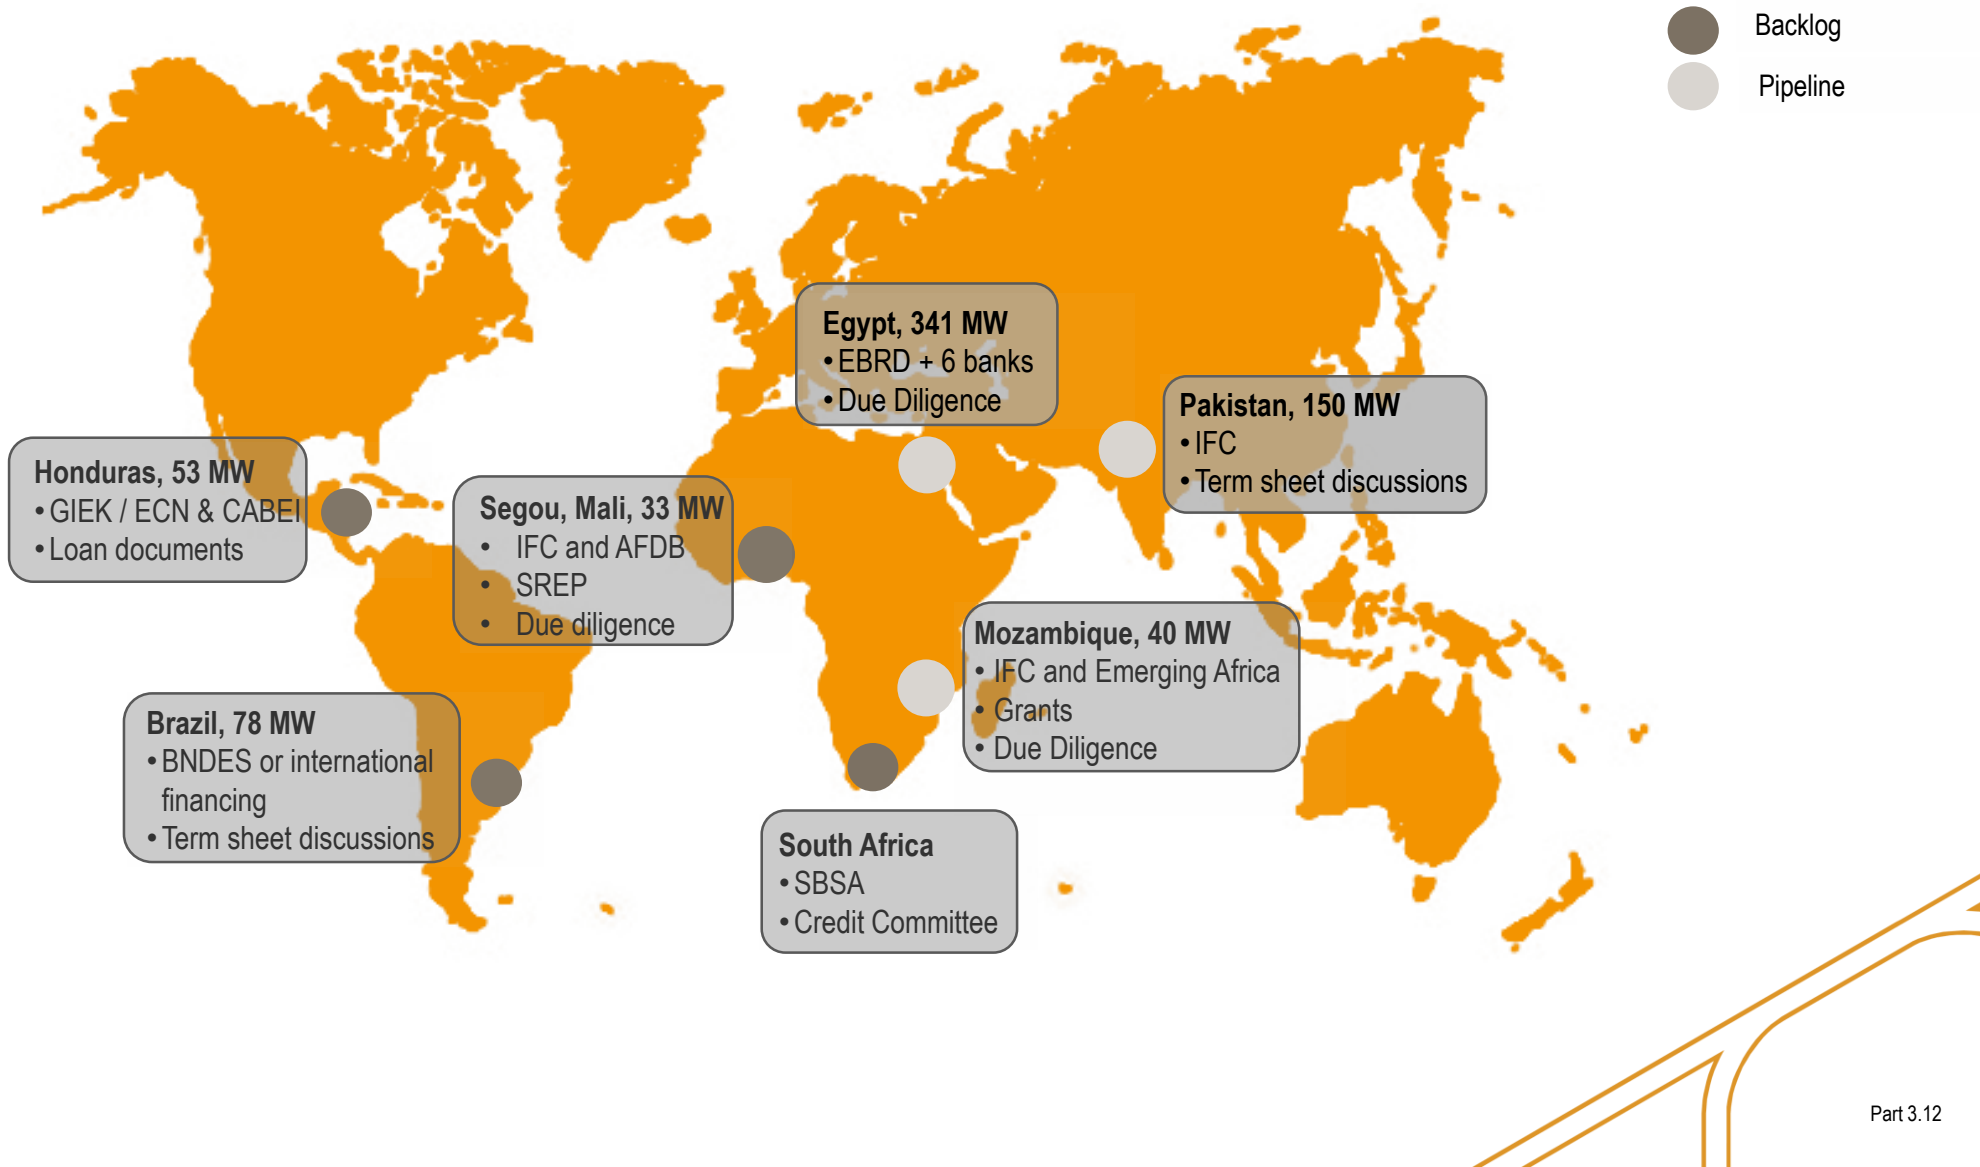 Backlog
Pipeline
Egypt, 341 MW
• EBRD + 6 banks
• Due Diligence
Pakistan, 150 MW
• IFC
• Term sheet discussions
Honduras, 53 MW
• GIEK / ECN & CABEI
• Loan documents
Segou, Mali, 33 MW
• IFC and AFDB
• SREP
• Due diligence
Mozambique, 40 MW
• IFC and Emerging Africa
• Grants
• Due Diligence
Brazil, 78 MW
• BNDES or international
financing
• Term sheet discussions
South Africa
• SBSA
• Credit Committee
Part 3.12